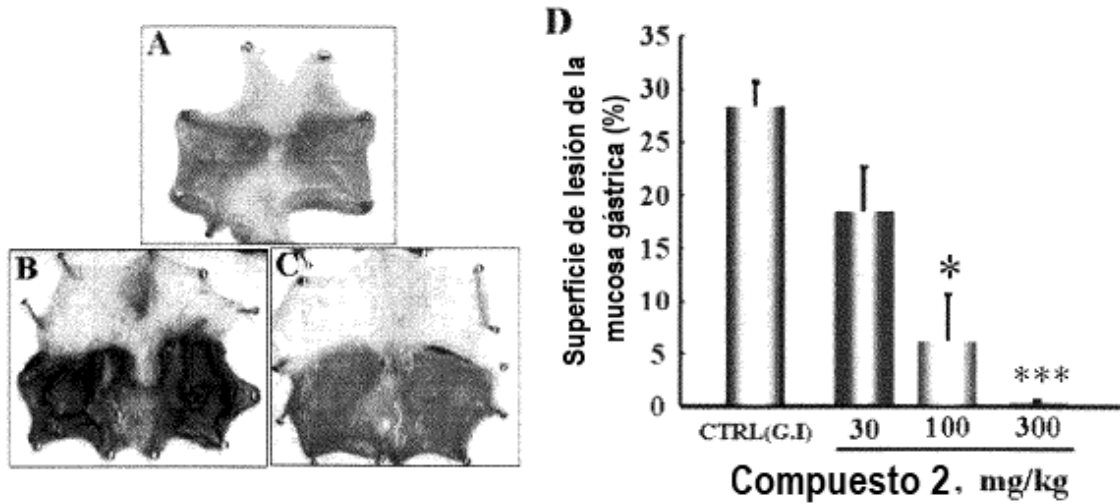 A
B
C
D
Superficie de lesión de la
mucosa gástrica (%)
35
30
25
20
15
10
5
0
*
***
CTRL(G.I)
30
100
300
Compuesto 2, mg/kg